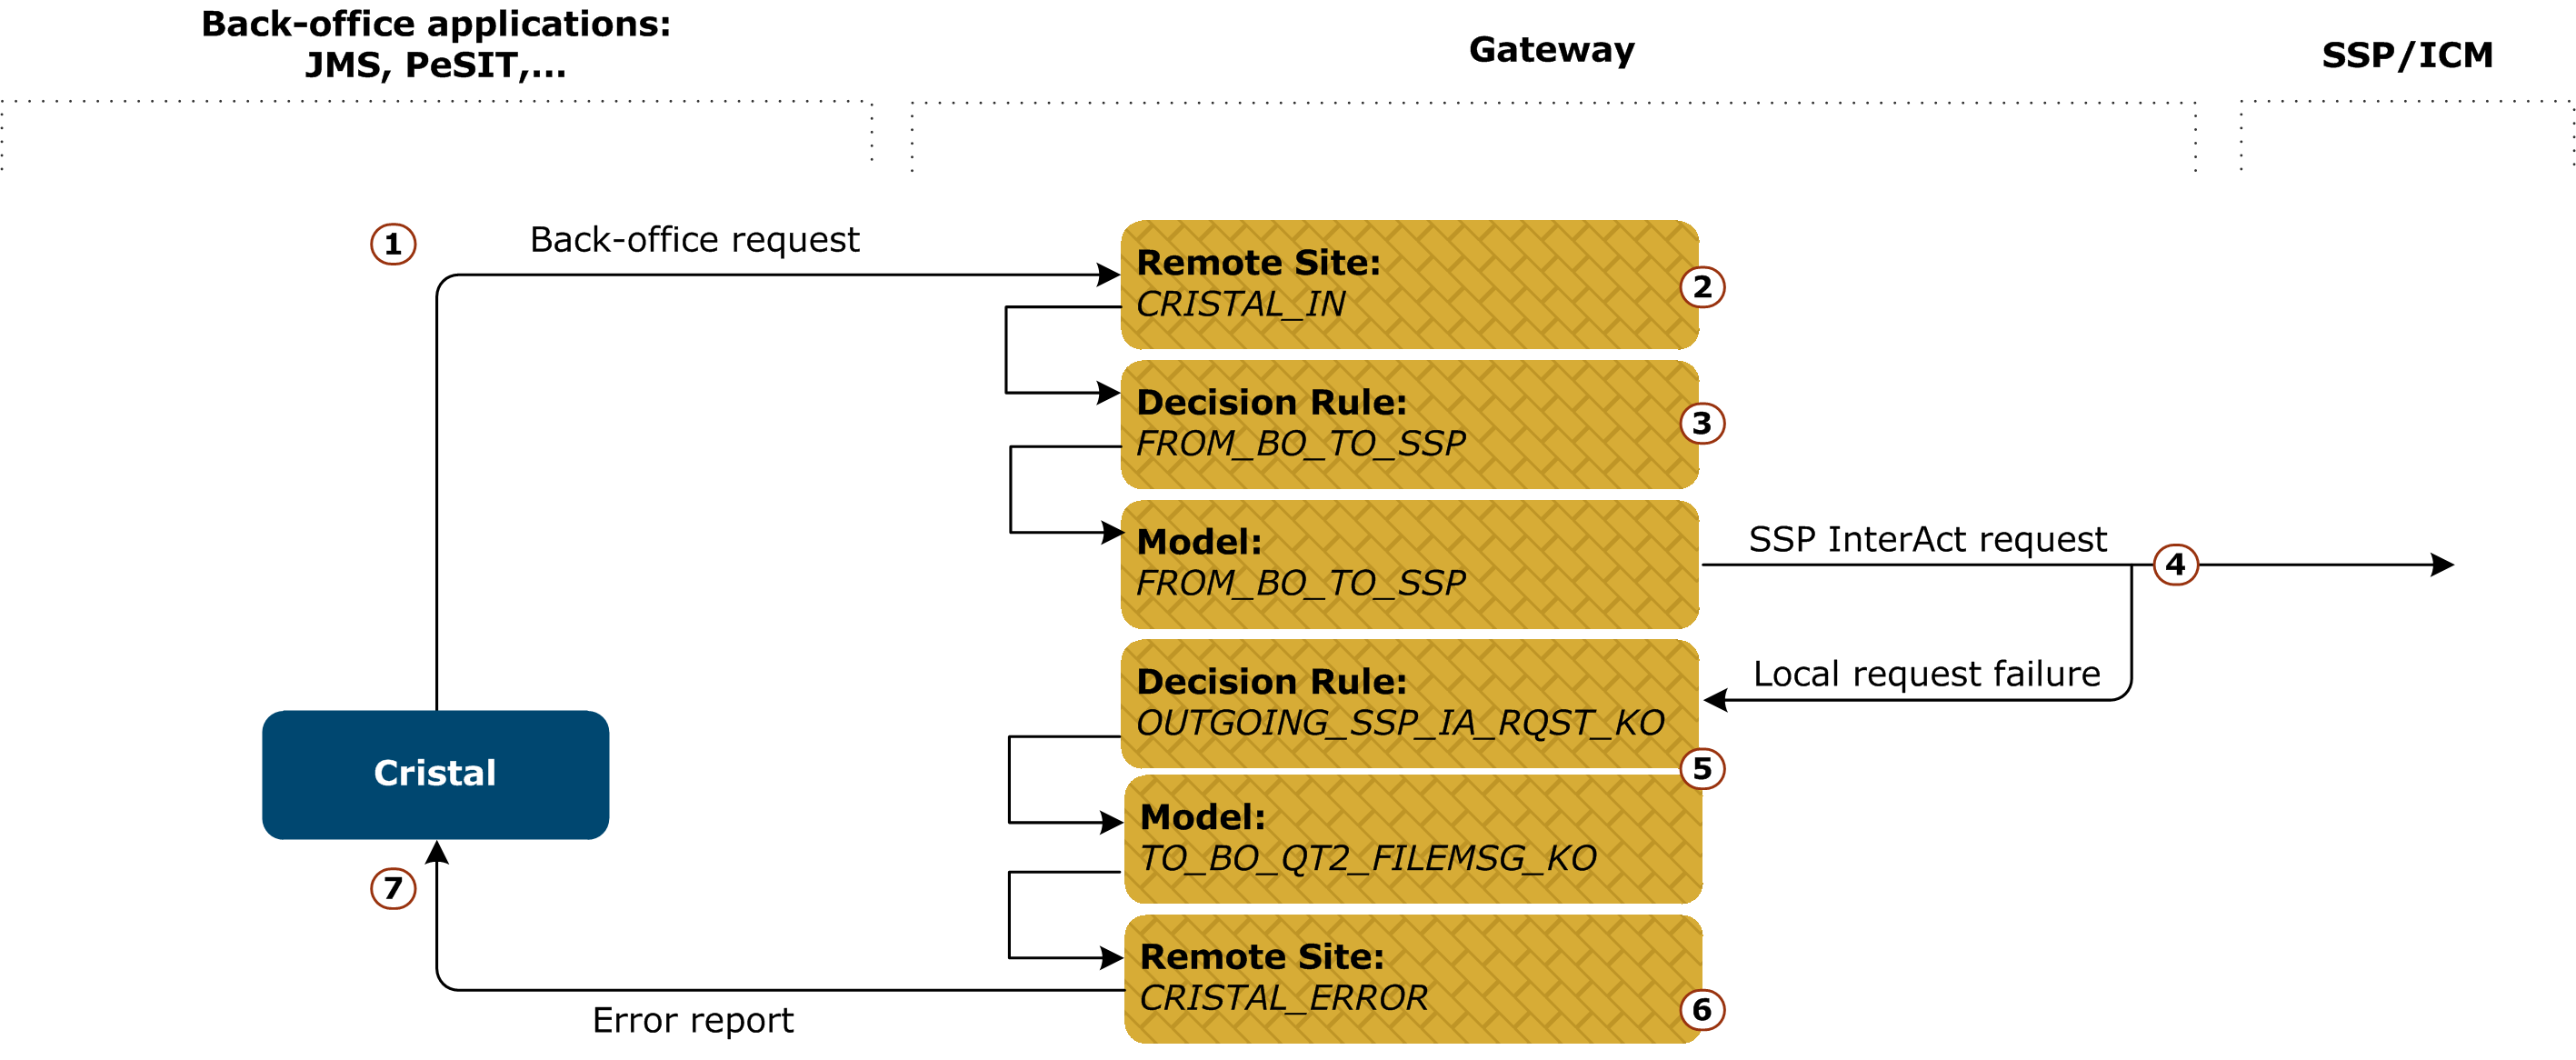 Back-office applications:
JMS, PeSIT,...
Gateway
SSP/ICM
1
Back-office request
Remote Site:
CRISTAL_IN
2
Decision Rule:
FROM_BO_TO_SSP
3
Model:
FROM_BO_TO_SSP
SSP InterAct request
4
Decision Rule:
OUTGOING_SSP_IA_RQST_KO
Local request failure
5
Cristal
Model:
TO_BO_QT2_FILEMSG_KO
7
Remote Site:
CRISTAL_ERROR
6
Error report